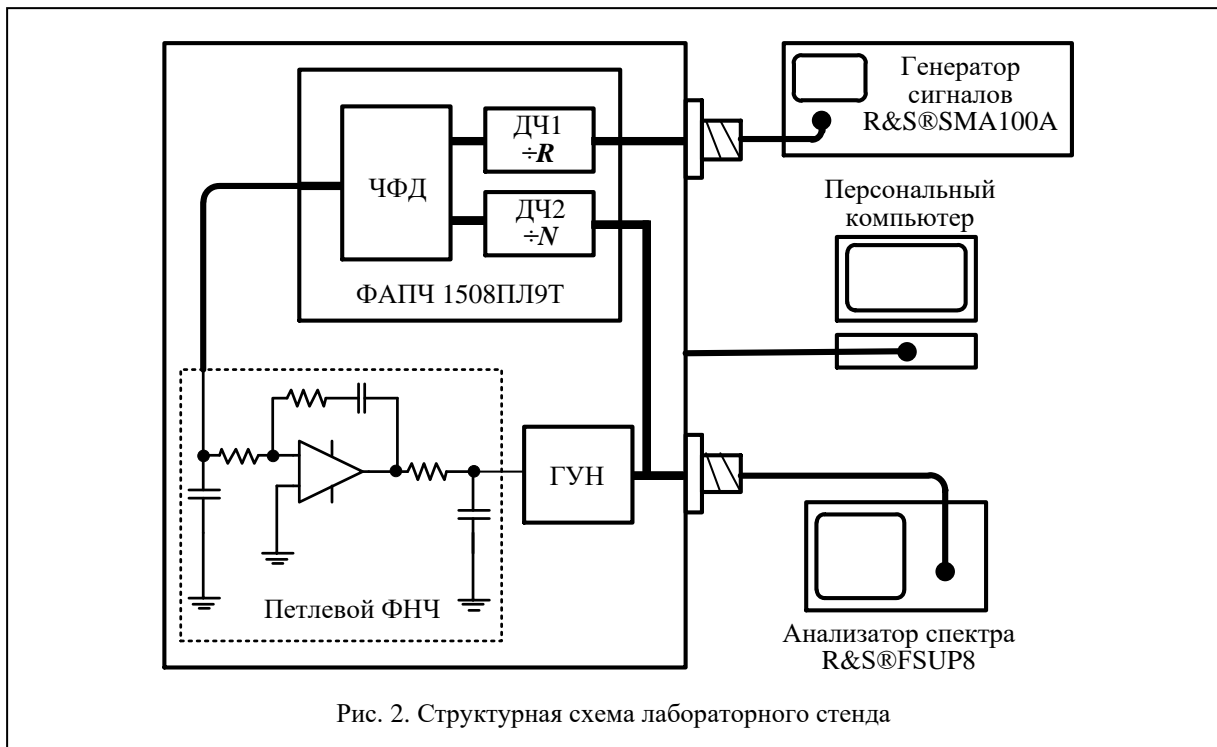 Генератор
сигналов
R&S®SMA100A
ДЧ1
÷R
ЧФД
ДЧ2
÷N
ФАПЧ 1508ПЛ9Т
Персональный
компьютер
ГУН
Петлевой ФНЧ
Анализатор спектра
R&S®FSUP8
Рис. 2. Структурная схема лабораторного стенда